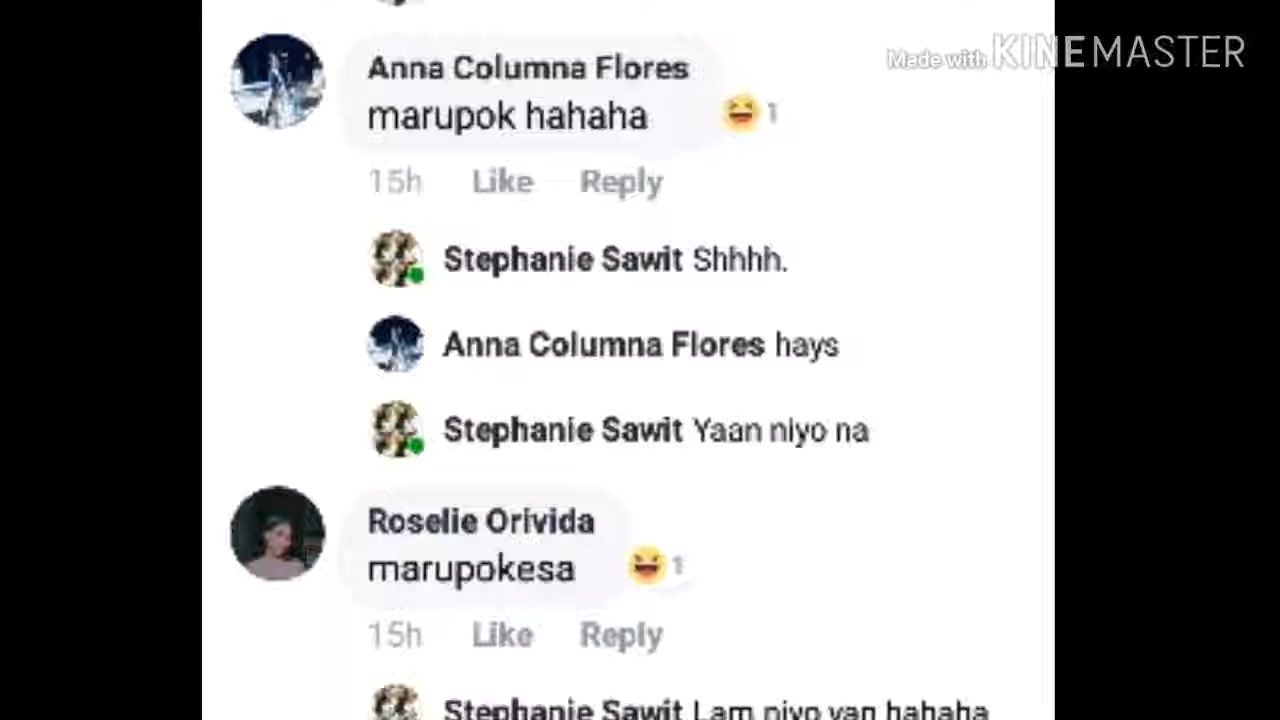 Made with KINEMASTER
Anna Columna Flores
marupok hahaha
1
15h Like Reply
Stephanie Sawit Shhhh.
Anna Columna Flores hays
Stephanie Sawit Yaan niyo na
Roselie Orivida
marupokesa
1
15h Like Reply
Stephanie Sawit Lam niyo yan hahaha